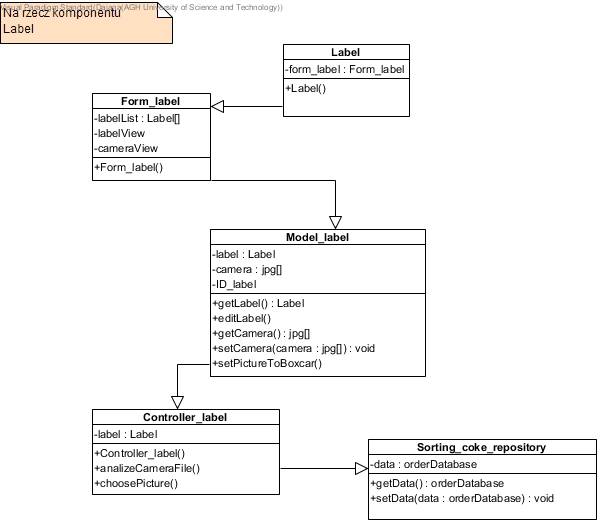 Visual Paradigm Standard(Dajana(AGH University of Science and Technology))
Na rzecz komponentu
Label
Label
-form_label : Form_label
+Label()
Form_label
-labelList : Label[]
-labelView
-cameraView
+Form_label()
Model_label
-label : Label
-camera : jpg[]
-ID_label
+getLabel() : Label
+editLabel()
+getCamera() : jpg[]
+setCamera(camera : jpg[]) : void
+setPictureToBoxcar()
Controller_label
-label : Label
+Controller_label()
+analizeCameraFile()
+choosePicture()
Sorting_coke_repository
-data : orderDatabase
+getData() : orderDatabase
+setData(data : orderDatabase) : void